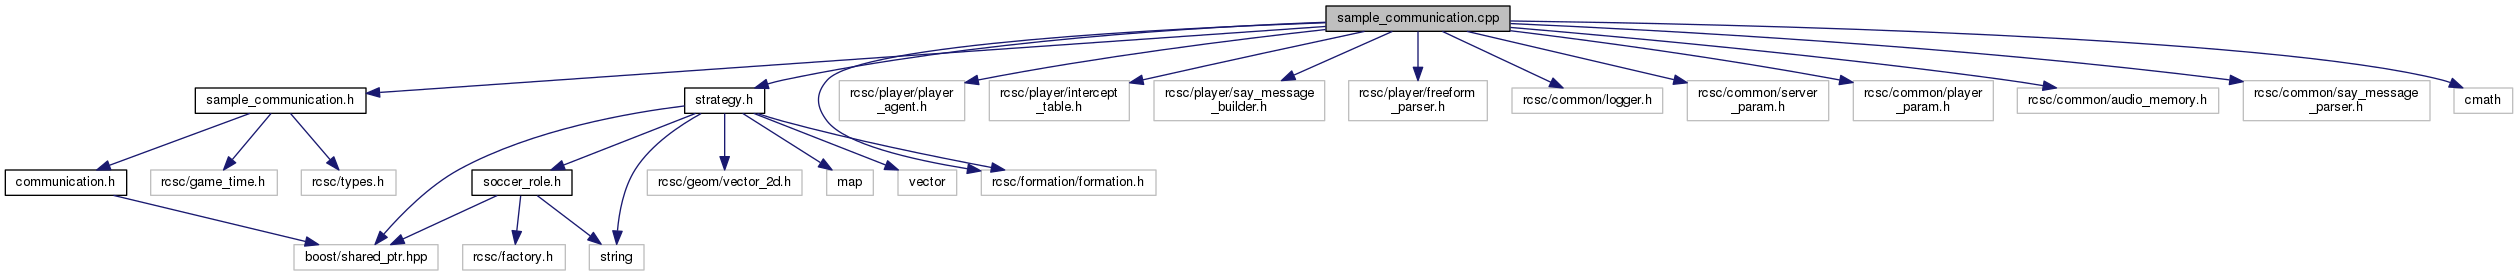 sample_communication.cpp
sample_communication.h
strategy.h
rcsc/player/player
_agent.h
rcsc/player/intercept
_table.h
rcsc/player/say_message
_builder.h
rcsc/player/freeform
_parser.h
rcsc/common/logger.h
rcsc/common/server
_param.h
rcsc/common/player
_param.h
rcsc/common/audio_memory.h
rcsc/common/say_message
_parser.h
cmath
communication.h
rcsc/game_time.h
rcsc/types.h
soccer_role.h
rcsc/geom/vector_2d.h
map
vector
rcsc/formation/formation.h
boost/shared_ptr.hpp
rcsc/factory.h
string